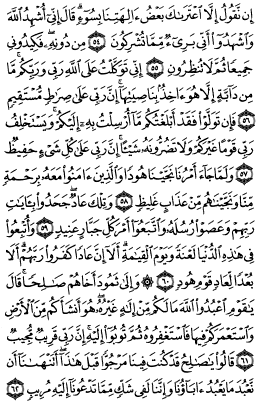 إِن نَّقُولُ إِلَّا ٱعْتَرَىٰكَ بَعْضُ ءَالِهَتِنَا بِسُوٓءٍ ۗ قَالَ إِنِّىٓ أُشْهِدُ ٱللَّهَ
وَٱشْهَدُوٓا۟ أَنِّى بَرِىٓءٌ مِّمَّا تُشْرِكُونَ ٥٤ مِن دُونِهِۦ ۖ فَكِيدُونِى
جَمِيعًا ثُمَّ لَا تُنظِرُونِ ٥٥ إِنِّى تَوَكَّلْتُ عَلَى ٱللَّهِ رَبِّى وَرَبِّكُم ۚ مَّا
مِن دَآبَّةٍ إِلَّا هُوَ ءَاخِذٌۢ بِنَاصِيَتِهَآ ۚ إِنَّ رَبِّى عَلَىٰ صِرَٰطٍ مُّسْتَقِيمٍ
٥٦ فَإِن تَوَلَّوْا۟ فَقَدْ أَبْلَغْتُكُم مَّآ أُرْسِلْتُ بِهِۦٓ إِلَيْكُمْ ۚ وَيَسْتَخْلِفُ
رَبِّى قَوْمًا غَيْرَكُمْ وَلَا تَضُرُّونَهُۥ شَيْـًٔا ۚ إِنَّ رَبِّى عَلَىٰ كُلِّ شَىْءٍ حَفِيظٌ
٥٧ وَلَمَّا جَآءَ أَمْرُنَا نَجَّيْنَا هُودًا وَٱلَّذِينَ ءَامَنُوا۟ مَعَهُۥ بِرَحْمَةٍ
مِّنَّا وَنَجَّيْنَٰهُم مِّنْ عَذَابٍ غَلِيظٍ ٥٨ وَتِلْكَ عَادٌ ۖ جَحَدُوا۟ بِـَٔايَٰتِ
رَبِّهِمْ وَعَصَوْا۟ رُسُلَهُۥ وَٱتَّبَعُوٓا۟ أَمْرَ كُلِّ جَبَّارٍ عَنِيدٍ ٥٩ وَأُتْبِعُوا۟
فِى هَٰذِهِ ٱلدُّنْيَا لَعْنَةً وَيَوْمَ ٱلْقِيَٰمَةِ ۗ أَلَآ إِنَّ عَادًا كَفَرُوا۟ رَبَّهُمْ ۗ أَلَا
بُعْدًا لِّعَادٍ قَوْمِ هُودٍ ٦٠ ۞ وَإِلَىٰ ثَمُودَ أَخَاهُمْ صَٰلِحًا ۚ قَالَ
يَٰقَوْمِ ٱعْبُدُوا۟ ٱللَّهَ مَا لَكُم مِّنْ إِلَٰهٍ غَيْرُهُۥ ۖ هُوَ أَنشَأَكُم مِّنَ ٱلْأَرْضِ
وَٱسْتَعْمَرَكُمْ فِيهَا فَٱسْتَغْفِرُوهُ ثُمَّ تُوبُوٓا۟ إِلَيْهِ ۚ إِنَّ رَبِّى قَرِيبٌ مُّجِيبٌ
٦١ قَالُوا۟ يَٰصَٰلِحُ قَدْ كُنتَ فِينَا مَرْجُوًّا قَبْلَ هَٰذَآ ۖ أَتَنْهَىٰنَآ أَن
نَّعْبُدَ مَا يَعْبُدُ ءَابَآؤُنَا وَإِنَّنَا لَفِى شَكٍّ مِّمَّا تَدْعُونَآ إِلَيْهِ مُرِيبٍ ٦٢